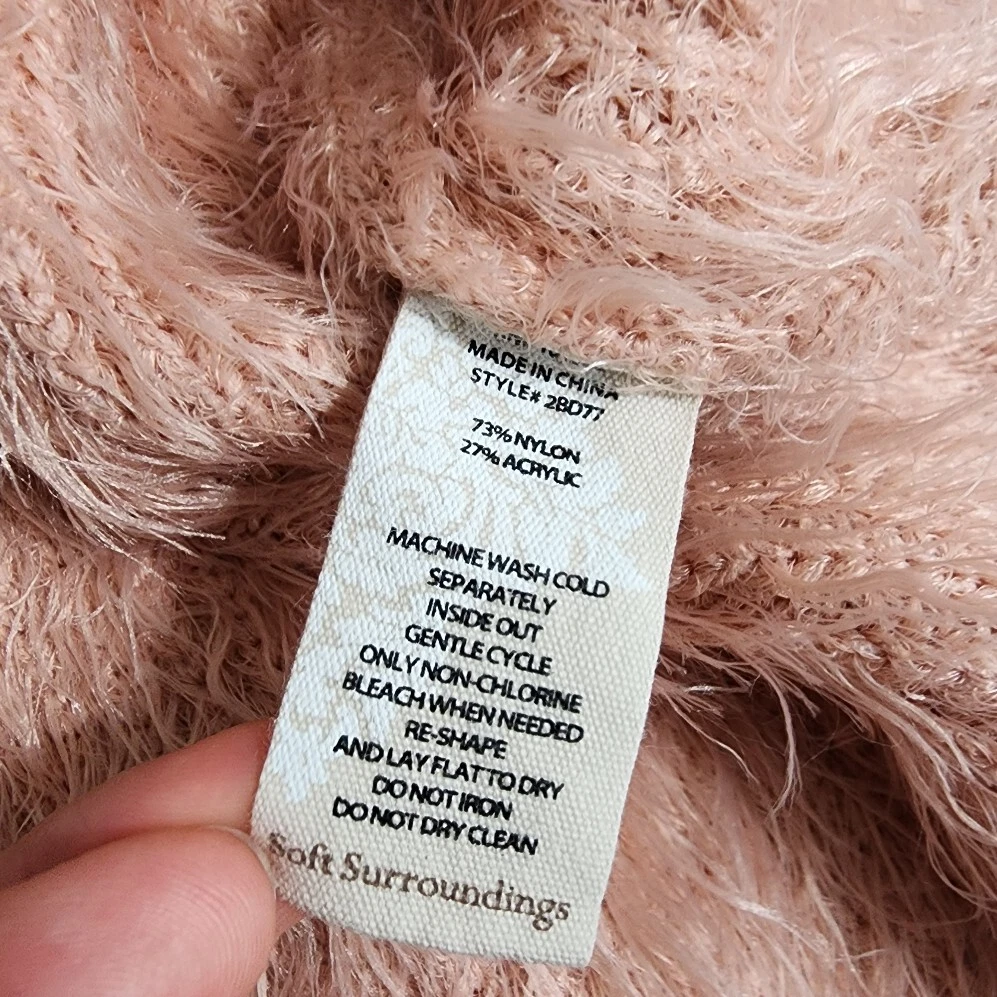 MADE IN CHINA
STYLE# 2BD77
73% NYLON
27% ACRYLIC
MACHINE WASH COLD
SEPARATELY
INSIDE OUT
GENTLE CYCLE
ONLY NON-CHLORINE
BLEACH WHEN NEEDED
RE-SHAPE
AND LAY FLAT TO DRY
DO NOT IRON
DO NOT DRY CLEAN
Soft Surroundings